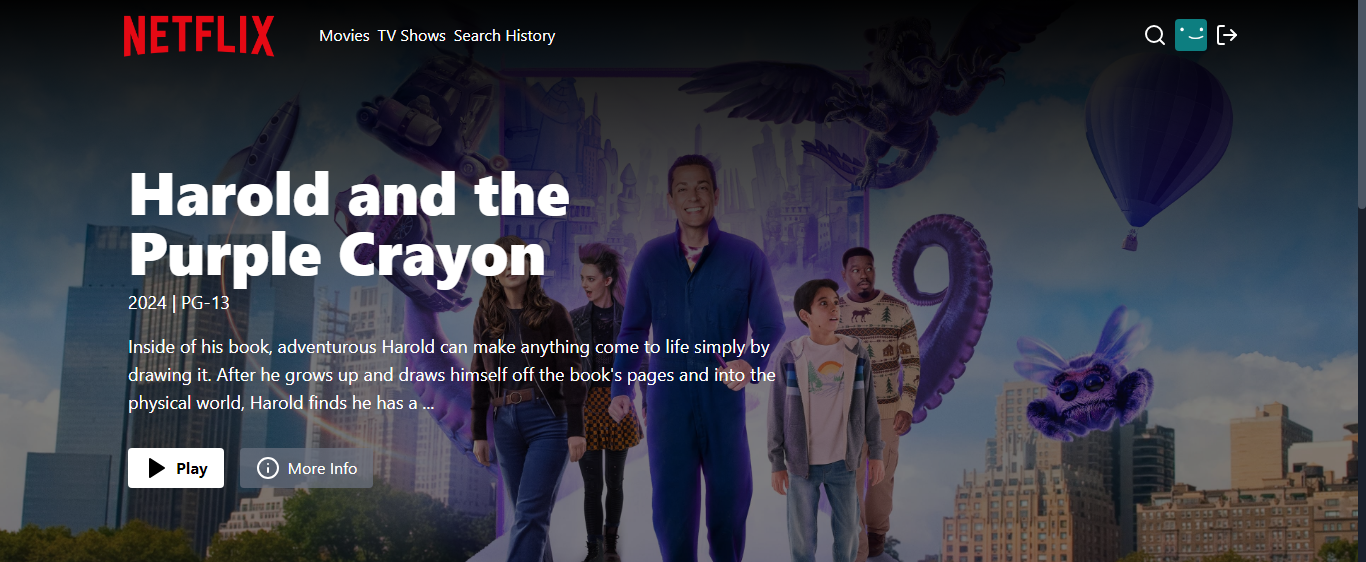 NETFLIX Movies TV Shows Search History
Harold and the
Purple Crayon
2024 | PG-13
Inside of his book, adventurous Harold can make anything come to life simply by
drawing it. After he grows up and draws himself off the book's pages and into the
physical world, Harold finds he has a ...
Play More Info